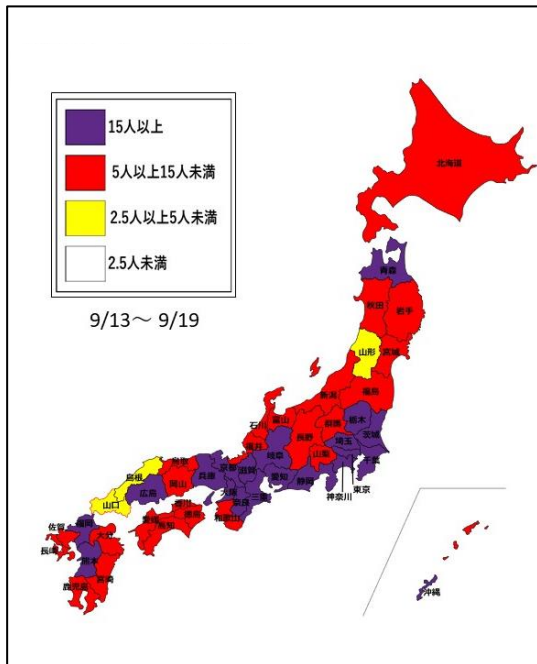 15人以上
5人以上15人未満
2.5人以上5人未満
2.5人未満
9/13～ 9/19
北海道
青森
秋田
岩手
山形
宮城
新潟
福島
石川
富山
群馬
栃木
茨城
福井
長野
埼玉
岐阜
山梨
千葉
鳥取
京都
滋賀
愛知
静岡
東京
神奈川
島根
岡山
兵庫
大阪
奈良
三重
広島
山口
香川
徳島
和歌山
愛媛
高知
福岡
佐賀
大分
長崎
熊本
宮崎
鹿児島
沖縄